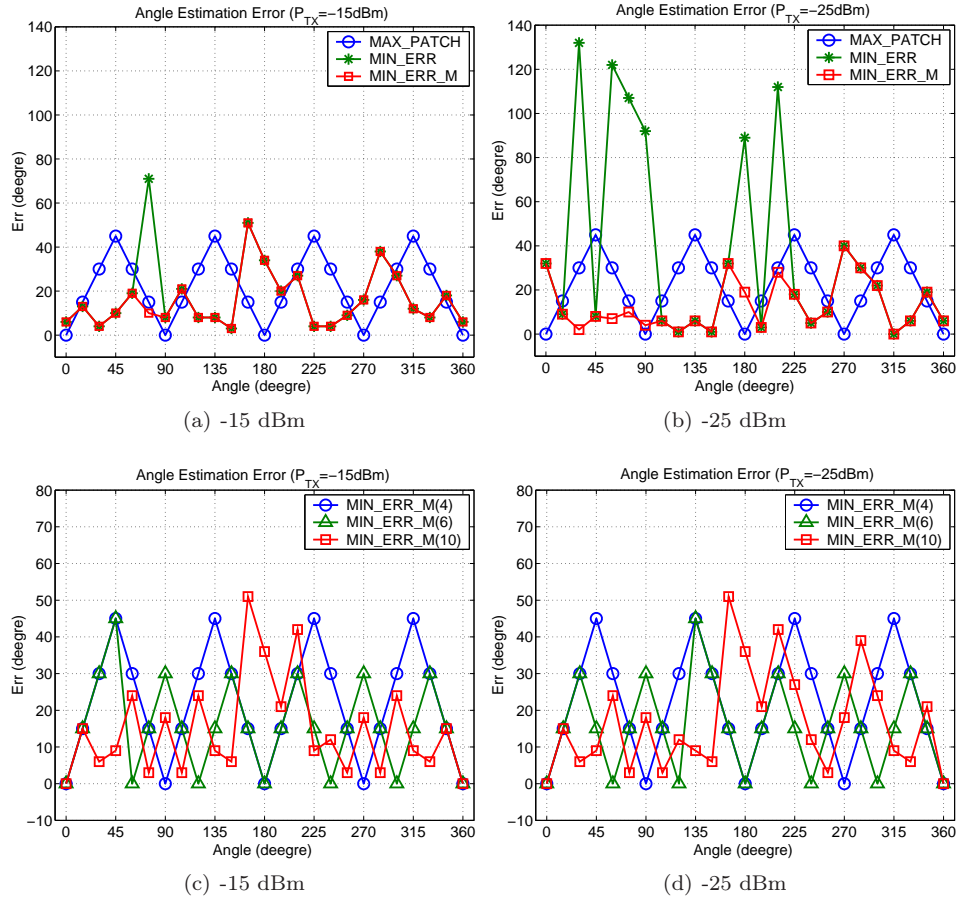 Angle Estimation Error (P_TX=−15dBm)
140
120
100
80
60
40
20
0
Err (deegre)
MAX_PATCH
MIN_ERR
MIN_ERR_M
0 45 90 135 180 225 270 315 360
Angle (deegre)
(a) -15 dBm
Angle Estimation Error (P_TX=−25dBm)
140
120
100
80
60
40
20
0
Err (deegre)
MAX_PATCH
MIN_ERR
MIN_ERR_M
0 45 90 135 180 225 270 315 360
Angle (deegre)
(b) -25 dBm
Angle Estimation Error (P_TX=−15dBm)
80
70
60
50
40
30
20
10
0
−10
Err (deegre)
MIN_ERR_M(4)
MIN_ERR_M(6)
MIN_ERR_M(10)
0 45 90 135 180 225 270 315 360
Angle (deegre)
(c) -15 dBm
Angle Estimation Error (P_TX=−25dBm)
80
70
60
50
40
30
20
10
0
−10
Err (deegre)
MIN_ERR_M(4)
MIN_ERR_M(6)
MIN_ERR_M(10)
0 45 90 135 180 225 270 315 360
Angle (deegre)
(d) -25 dBm